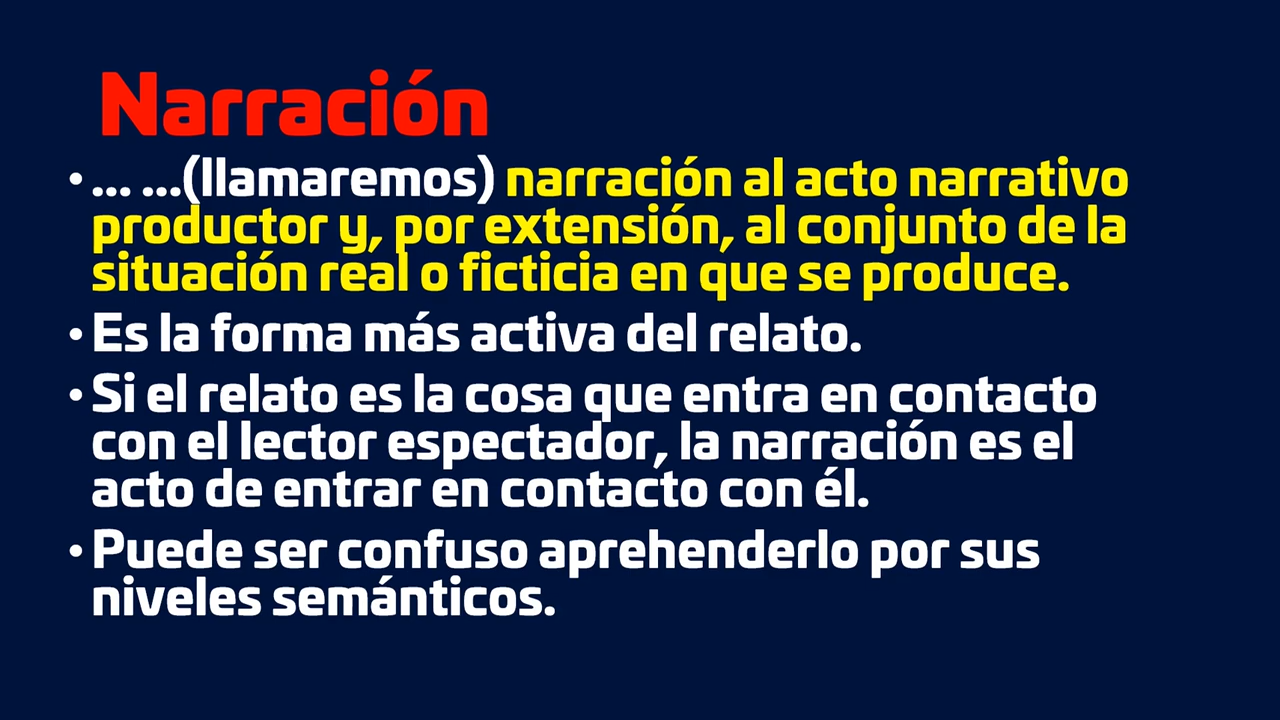 Narración
• ... ...(llamaremos) narración al acto narrativo
productor y, por extensión, al conjunto de la
situación real o ficticia en que se produce.
• Es la forma más activa del relato.
• Si el relato es la cosa que entra en contacto
con el lector espectador, la narración es el
acto de entrar en contacto con él.
• Puede ser confuso aprehenderlo por sus
niveles semánticos.